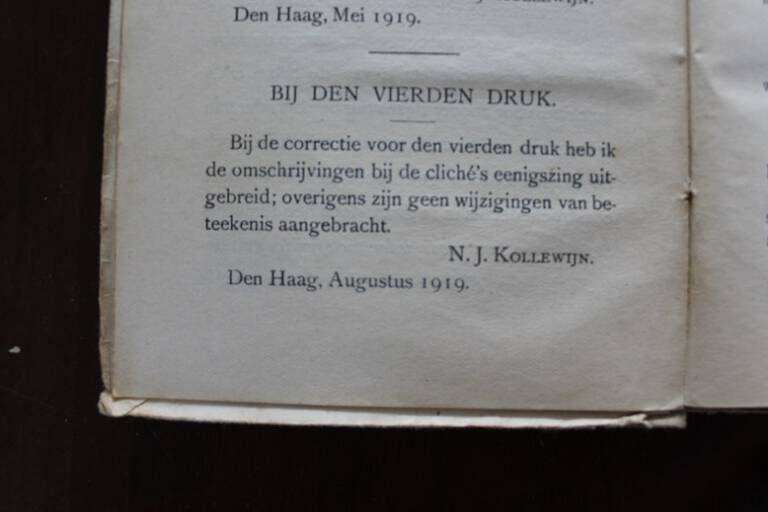 Den Haag, Mei 1919.
BIJ DEN VIERDEN DRUK.
Bij de correctie voor den vierden druk heb ik
de omschrijvingen bij de cliché's eenigszing uit-
gebreid; overigens zijn geen wijzigingen van be-
teekenis aangebracht.
N. J. KOLLEWIJN.
Den Haag, Augustus 1919.